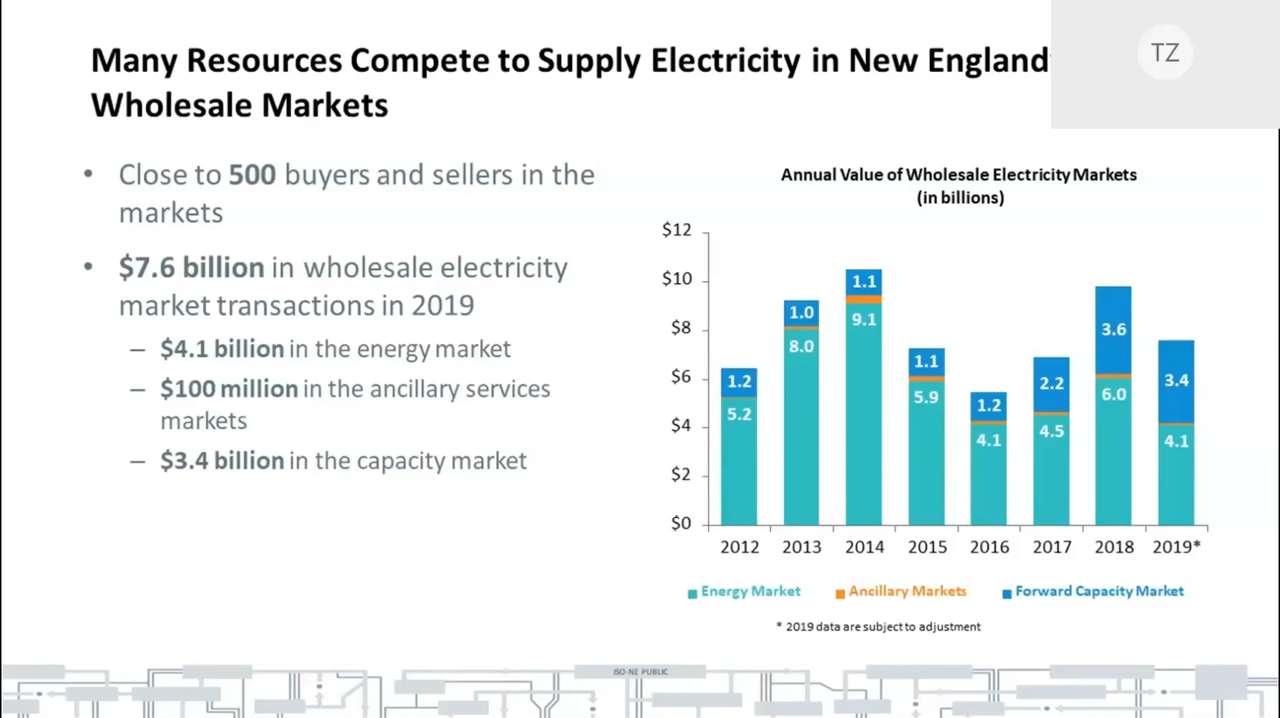 Many Resources Compete to Supply Electricity in New England
Wholesale Markets
TZ
• Close to 500 buyers and sellers in the
markets
• $7.6 billion in wholesale electricity
market transactions in 2019
– $4.1 billion in the energy market
– $100 million in the ancillary services
markets
– $3.4 billion in the capacity market
Annual Value of Wholesale Electricity Markets
(in billions)
$12
$10
$8
$6
$4
$2
$0
1.2
5.2
1.0
8.0
1.1
9.1
1.1
5.9
1.2
4.1
2.2
4.5
3.6
6.0
3.4
4.1
2012 2013 2014 2015 2016 2017 2018 2019*
Energy Market Ancillary Markets Forward Capacity Market
* 2019 data are subject to adjustment
ISO-NE PUBLIC